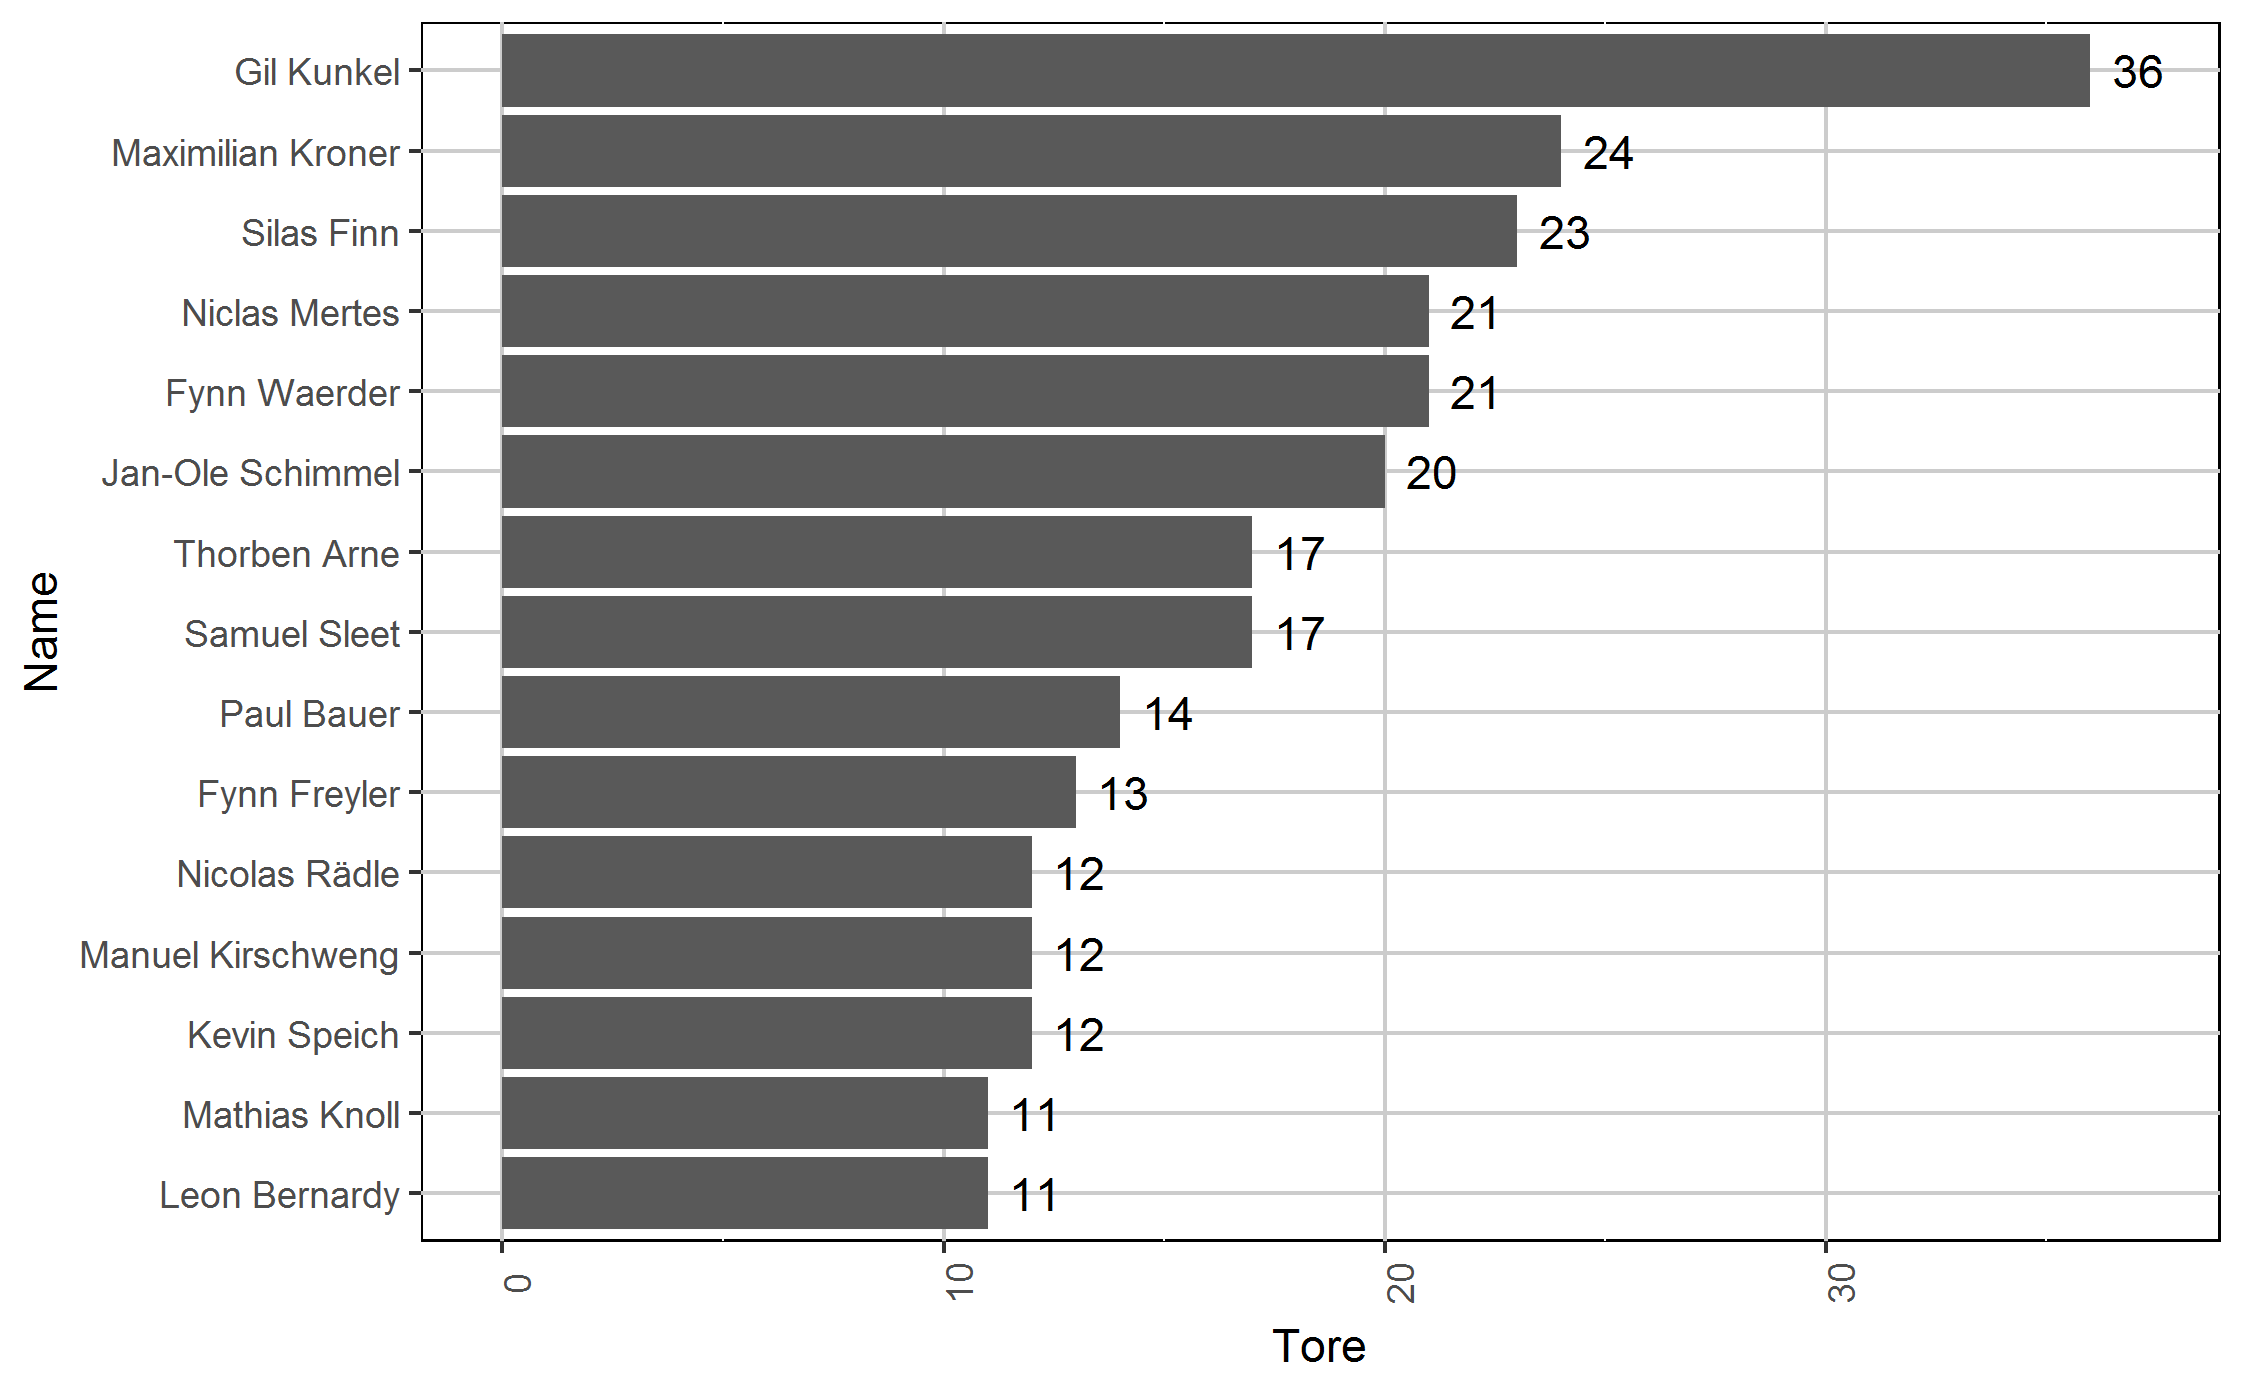 Gil Kunkel 36
Maximilian Kroner 24
Silas Finn 23
Niclas Mertes 21
Fynn Waerder 21
Jan-Ole Schimmel 20
Thorben Arne 17
Samuel Sleet 17
Paul Bauer 14
Fynn Freyler 13
Nicolas Rädle 12
Manuel Kirschweng 12
Kevin Speich 12
Mathias Knoll 11
Leon Bernardy 11
Name
0 10 20 30
Tore